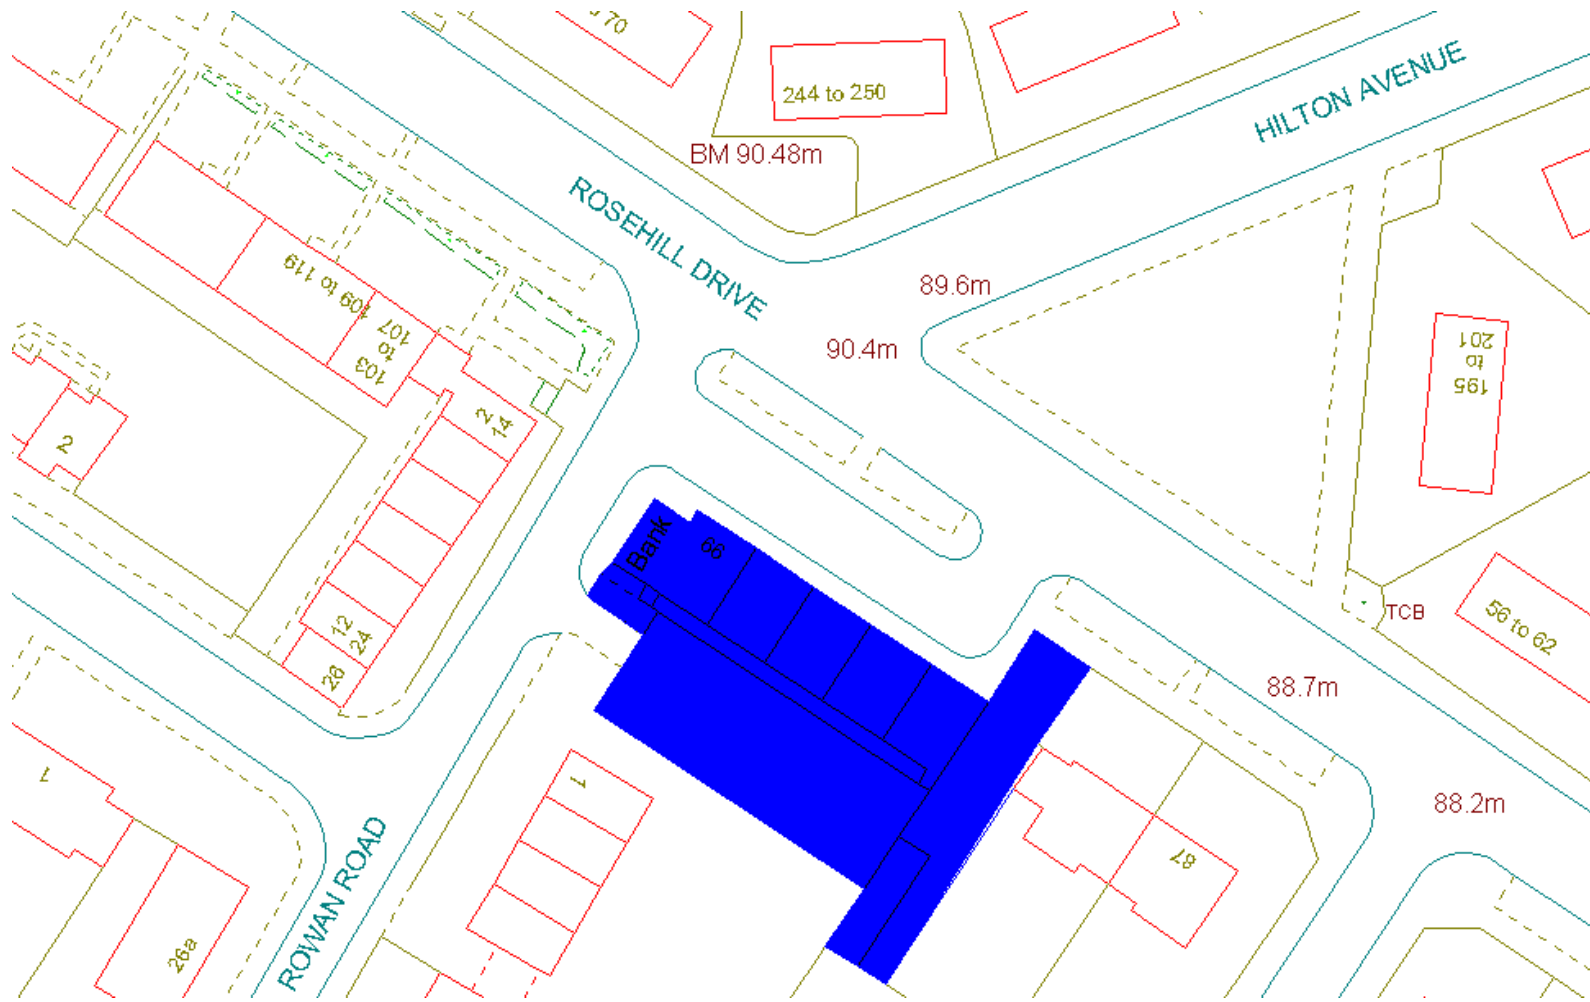 70
244 to 250
HILTON AVENUE
BM 90.48m
ROSEHILL DRIVE
89.6m
90.4m
109 to 119
103
to
107
2
14
2
195
to
201
Bank
66
TCB
56 to 62
12
24
26
88.7m
1
1
88.2m
87
ROWAN ROAD
26a